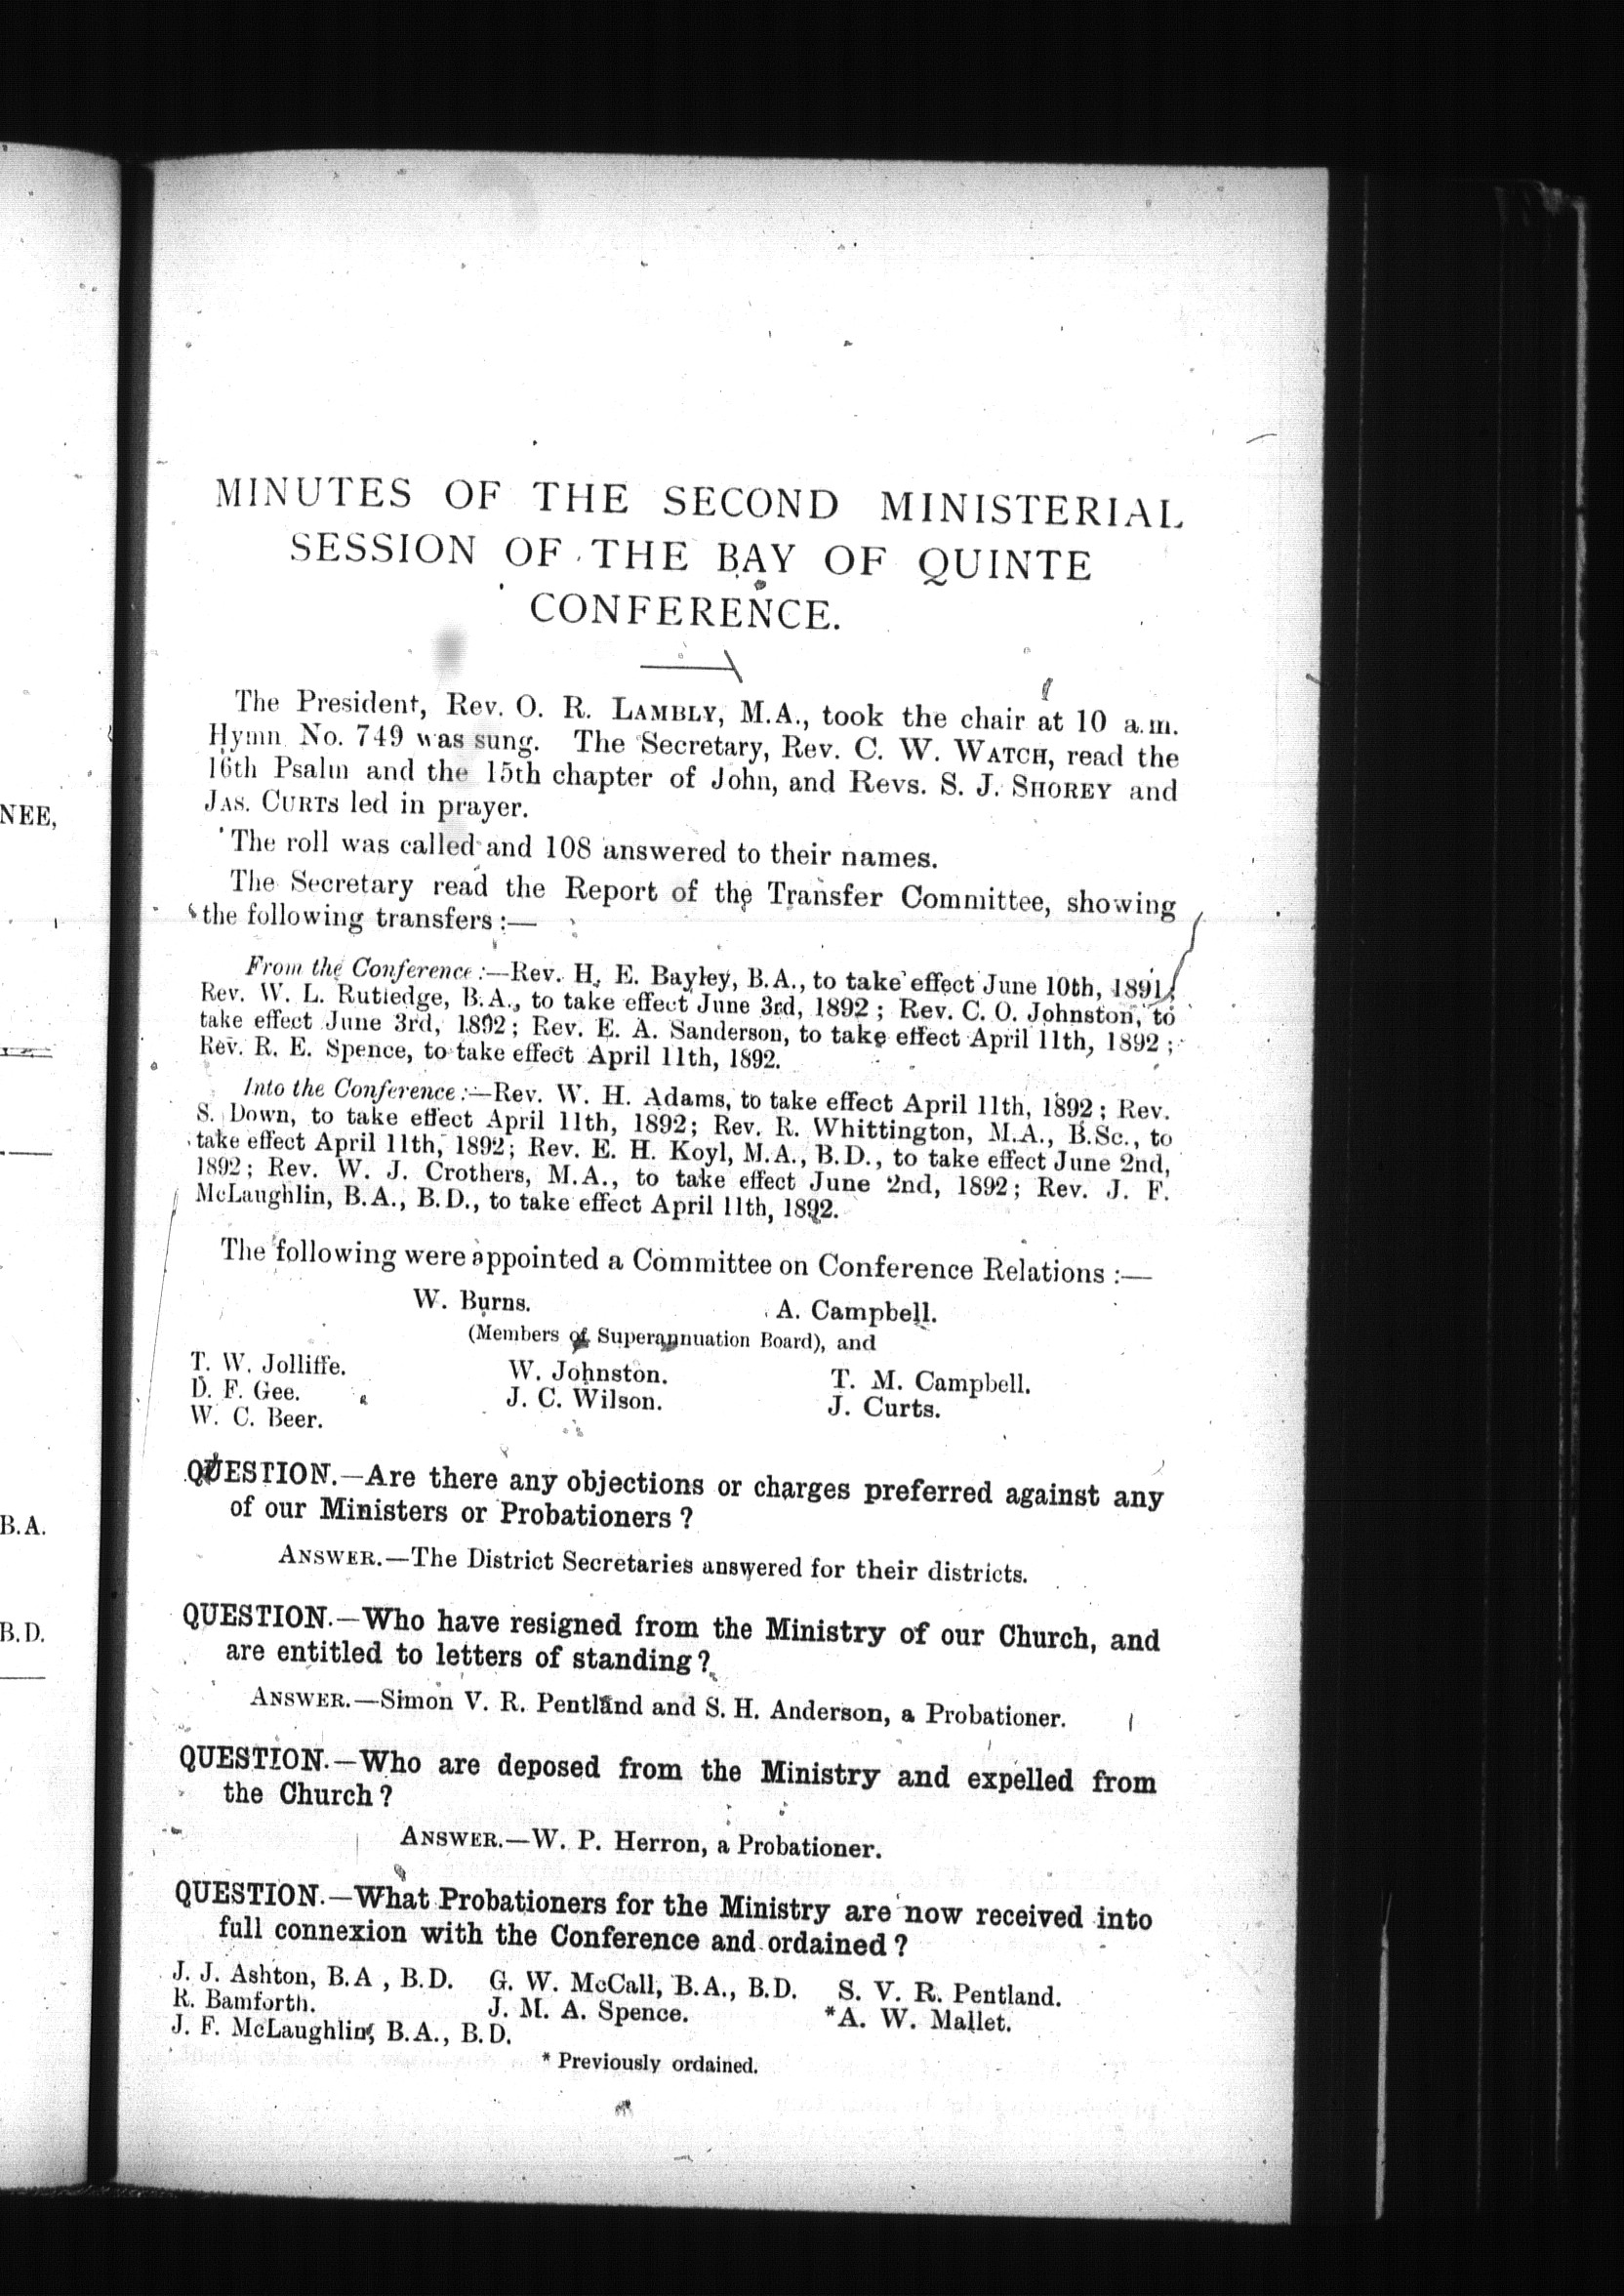 NEE,
B.A.
B.D.
MINUTES OF THE SECOND MINISTERIAL
SESSION OF THE BAY OF QUINTE
CONFERENCE.
The President, Rev. O. R. LAMBLY, M.A., took the chair at 10 a.m.
Hymn No. 749 was sung. The Secretary, Rev. C. W. WATCH, read the
16th Psalm and the 15th chapter of John, and Revs. S. J. SHOREY and
JAS. CURTS led in prayer.
The roll was called and 108 answered to their names.
The Secretary read the Report of the Transfer Committee, showing
the following transfers :—
From the Conference :—Rev. H. E. Bayley, B.A., to take effect June 10th, 1891;
Rev. W. L. Rutledge, B.A., to take effect June 3rd, 1892 ; Rev. C. O. Johnston, to
take effect June 3rd, 1892; Rev. E. A. Sanderson, to take effect April 11th, 1892 ;
Rev. R. E. Spence, to take effect April 11th, 1892.
Into the Conference :—Rev. W. H. Adams, to take effect April 11th, 1892; Rev.
S. Down, to take effect April 11th, 1892; Rev. R. Whittington, M.A., B.Sc., to
take effect April 11th, 1892; Rev. E. H. Koyl, M.A., B.D., to take effect June 2nd,
1892; Rev. W. J. Crothers, M.A., to take effect June 2nd, 1892; Rev. J. F.
McLaughlin, B.A., B.D., to take effect April 11th, 1892.
The following were appointed a Committee on Conference Relations :—
W. Burns. A. Campbell.
(Members of Superannuation Board), and
T. W. Jolliffe. W. Johnston. T. M. Campbell.
D. F. Gee. J. C. Wilson. J. Curts.
W. C. Beer.
QUESTION.—Are there any objections or charges preferred against any
of our Ministers or Probationers ?
ANSWER.—The District Secretaries answered for their districts.
QUESTION.—Who have resigned from the Ministry of our Church, and
are entitled to letters of standing ?
ANSWER.—Simon V. R. Pentland and S. H. Anderson, a Probationer.
QUESTION.—Who are deposed from the Ministry and expelled from
the Church ?
ANSWER.—W. P. Herron, a Probationer.
QUESTION.—What Probationers for the Ministry are now received into
full connexion with the Conference and ordained ?
J. J. Ashton, B.A , B.D. G. W. McCall, B.A., B.D. S. V. R. Pentland.
R. Bamforth. J. M. A. Spence. *A. W. Mallet.
J. F. McLaughlin, B.A., B.D.
* Previously ordained.